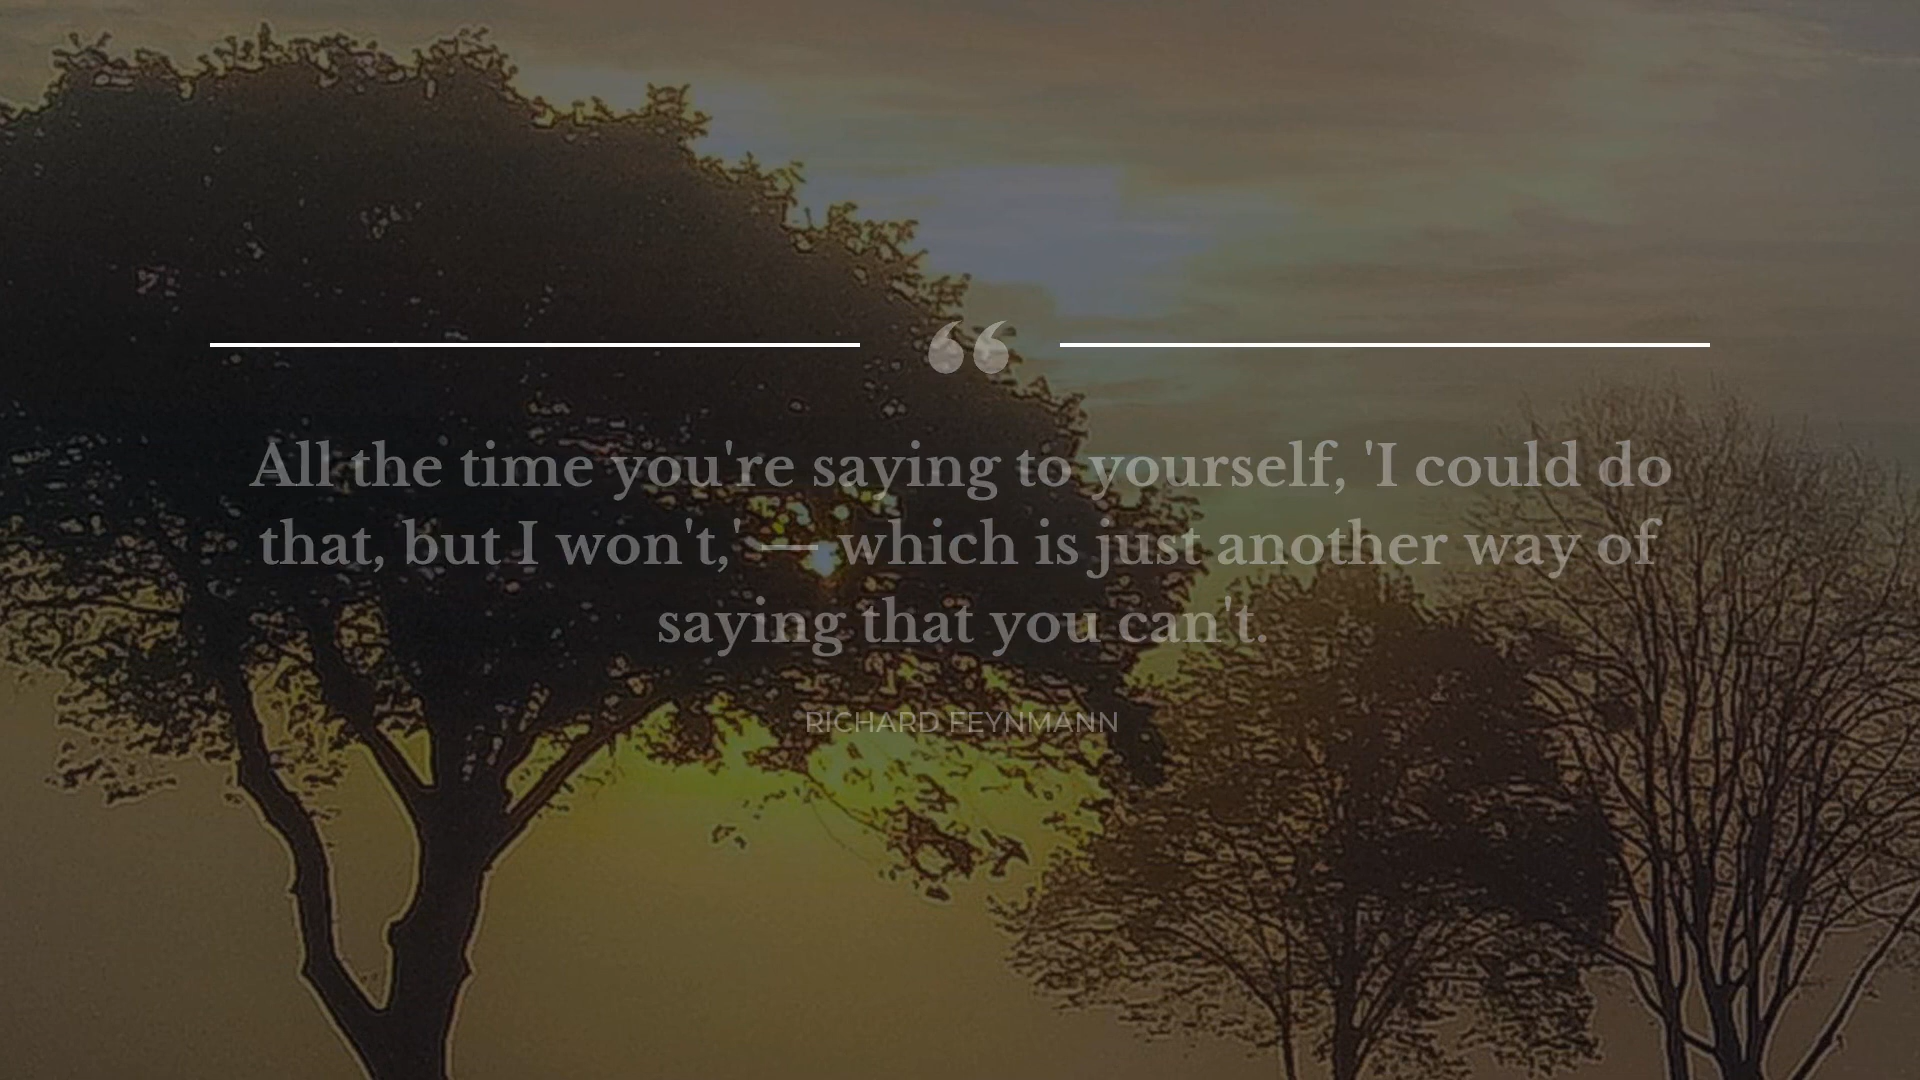 “
All the time you're saying to yourself, 'I could do
that, but I won't,' — which is just another way of
saying that you can't.
RICHARD FEYNMANN